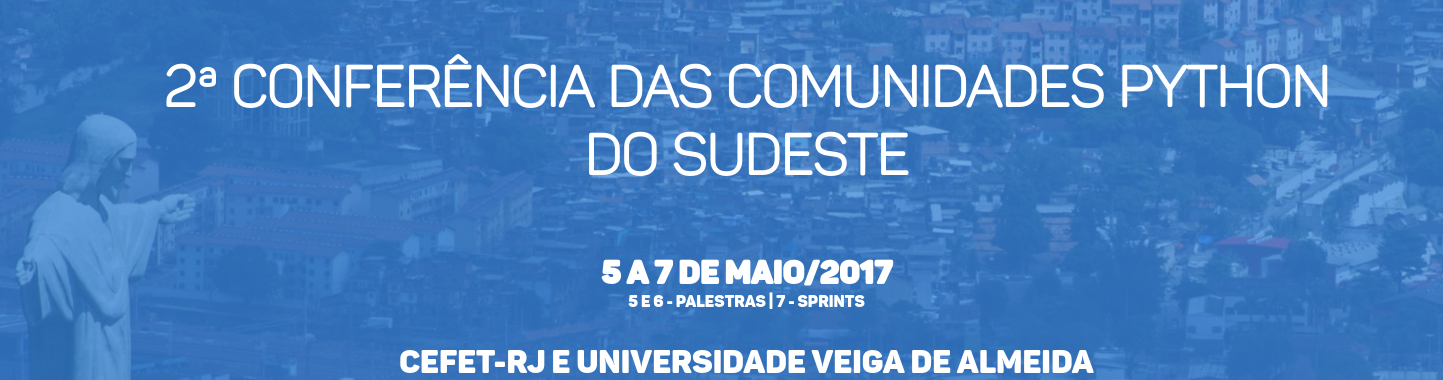 2ª CONFERÊNCIA DAS COMUNIDADES PYTHON
DO SUDESTE
5 A 7 DE MAIO/2017
5 E 6 - PALESTRAS | 7 - SPRINTS
CEFET-RJ E UNIVERSIDADE VEIGA DE ALMEIDA